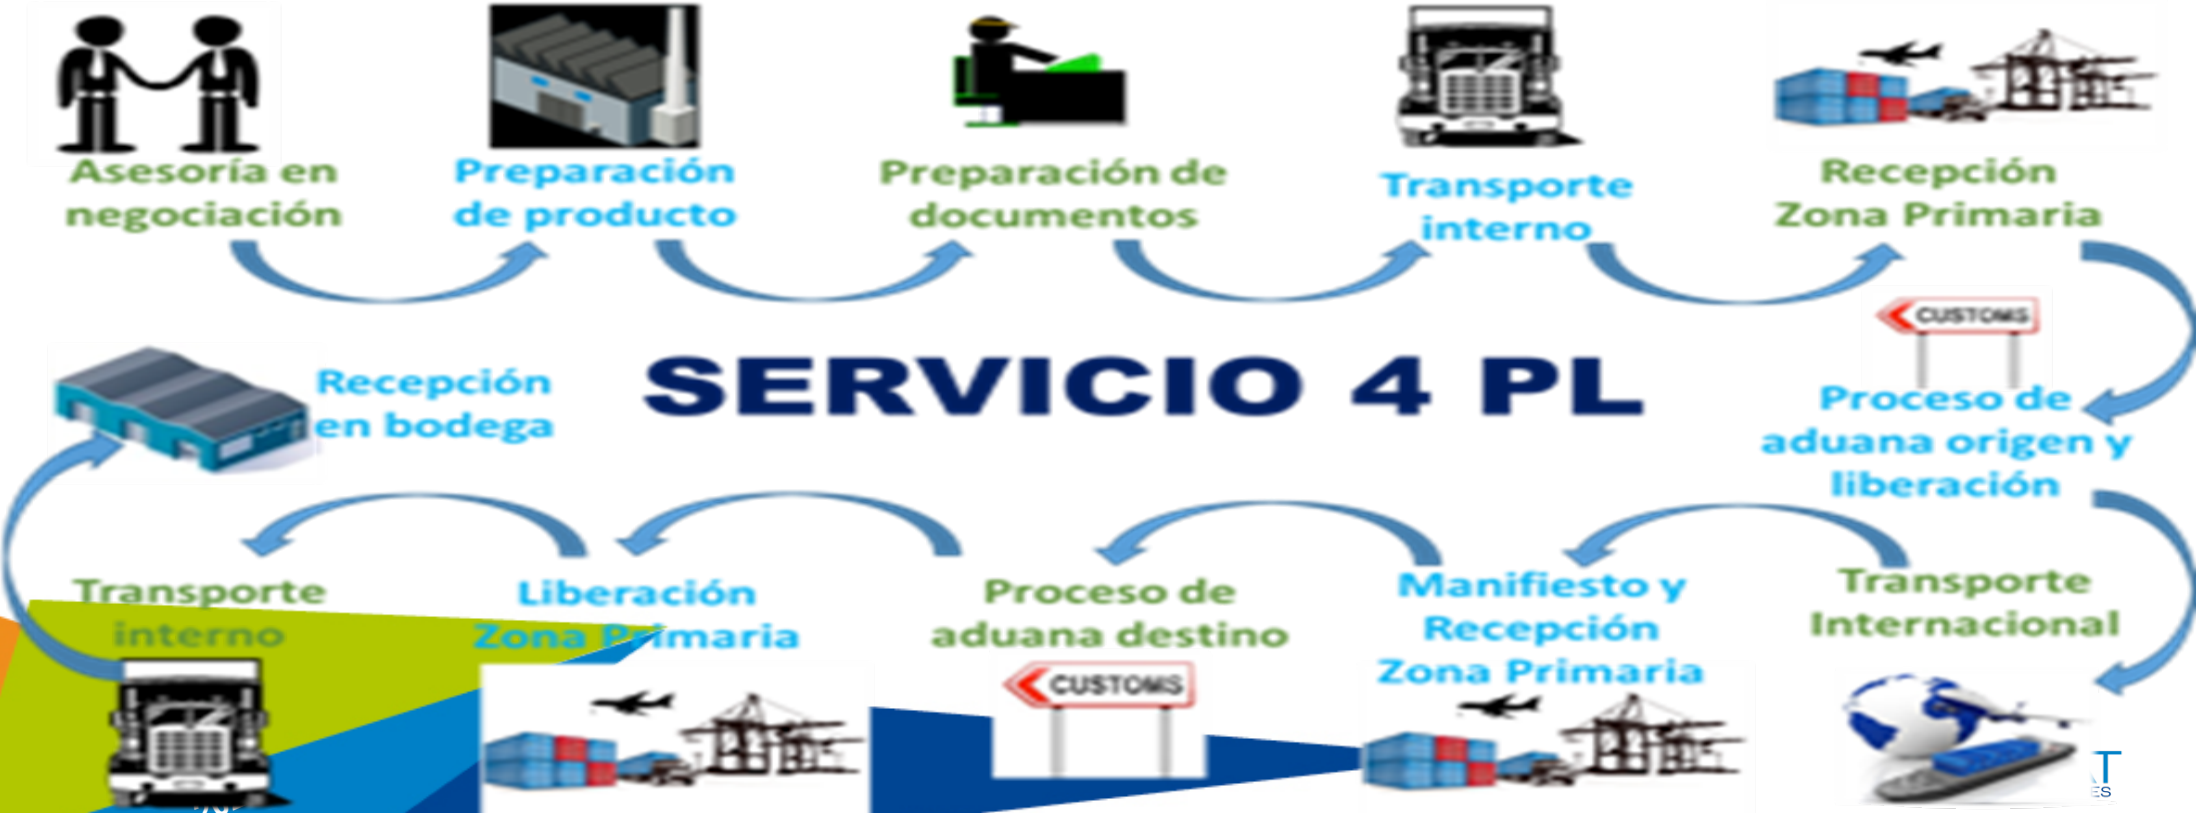 Asesoría en
negociación
Preparación
de producto
Preparación de
documentos
Transporte
interno
Recepción
Zona Primaria
CUSTOMS
Proceso de
aduana origen y
liberación
SERVICIO 4 PL
Recepción
en bodega
Transporte
Internacional
Manifiesto y
Recepción
Zona Primaria
Proceso de
aduana destino
CUSTOMS
Liberación
Zona Primaria
Transporte
interno